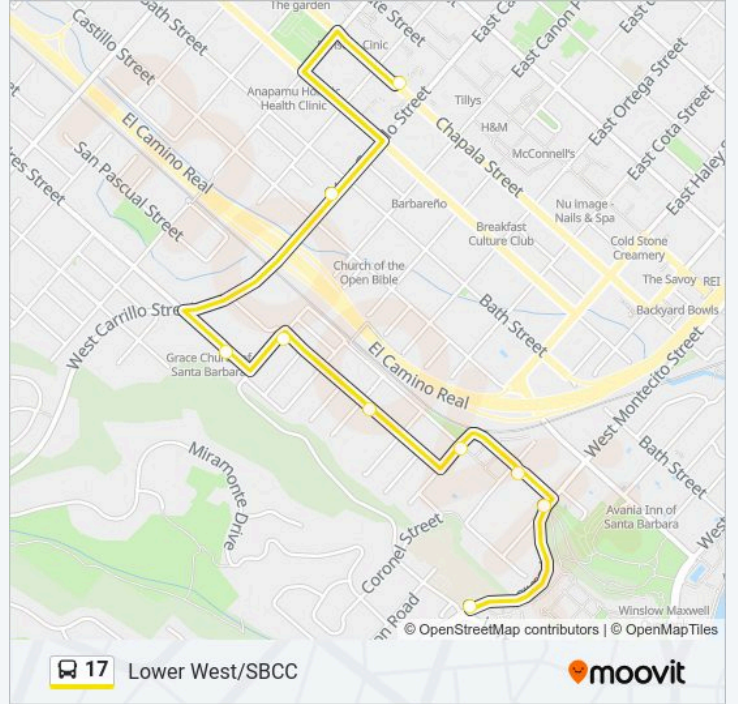 The garden
Clinic
Castillo Street
Bath Street
East Canon
Anapamu
Health Clinic
Tillys
East Ortega Street
El Camino Real
H&M
Chapala Street
East Cota Street
McConnell's
San Pascual Street
East Haley
Barbareño
Nu Image -
Nails & Spa
Breakfast
Culture Club
Cold Stone
Creamery
Church of the
Open Bible
The Savoy
REI
Bath Street
Backyard Bowls
West Carrillo
Grace
Santa Barbara
El Camino Real
West Montecito Street
Bath Street
Miramonte
Drive
Avania Inn of
Santa Barbara
Coronel Street
Road
Winslow Maxwell
© OpenStreetMap contributors | © OpenMapTiles
17 Lower West/SBCC
moovit